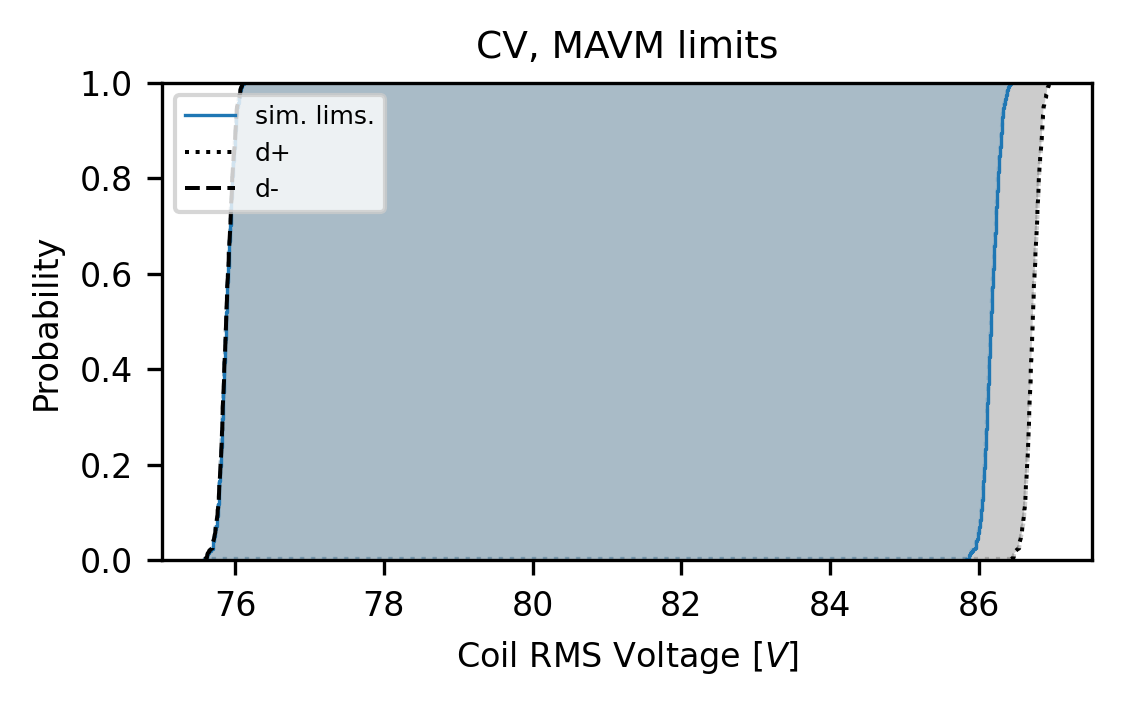 CV, MAVM limits
1.0
0.8
0.6
0.4
0.2
0.0
Probability
sim. lims.
d+
d-
76 78 80 82 84 86
Coil RMS Voltage [V]